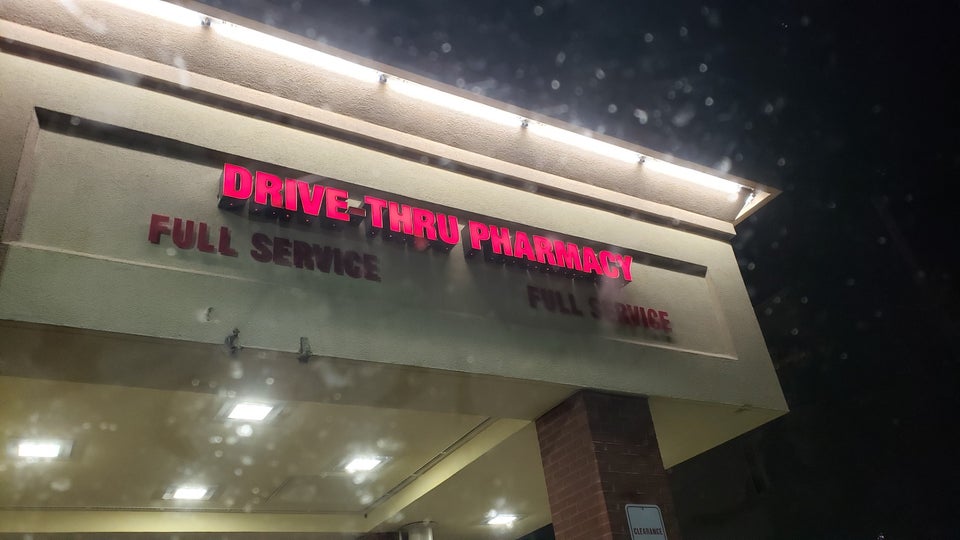 DRIVE-THRU PHARMACY
FULL SERVICE
FULL SERVICE
CLEARANCE